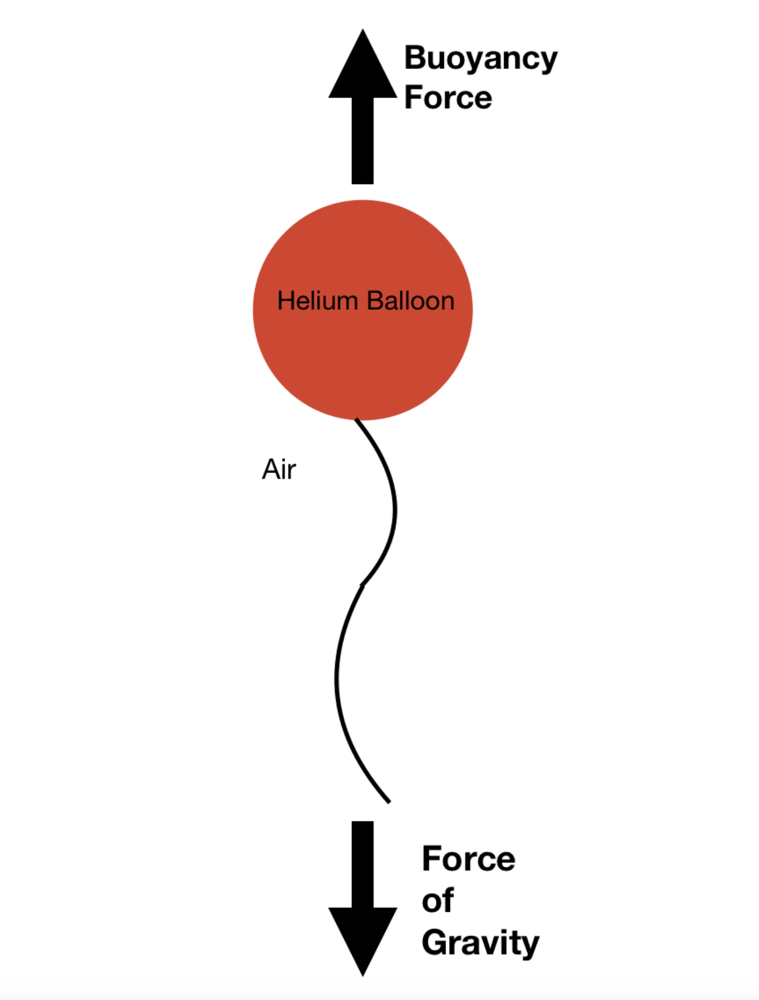 Buoyancy
Force
Helium Balloon
Air
Force
of
Gravity